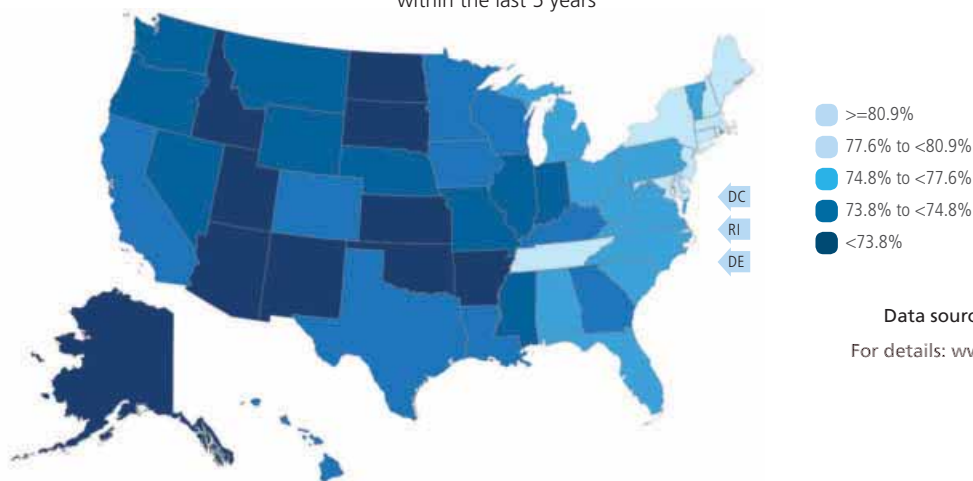 within the last 5 years
>=80.9%
77.6% to <80.9%
74.8% to <77.6%
73.8% to <74.8%
<73.8%
DC
RI
DE
Data sourc
For details: ww